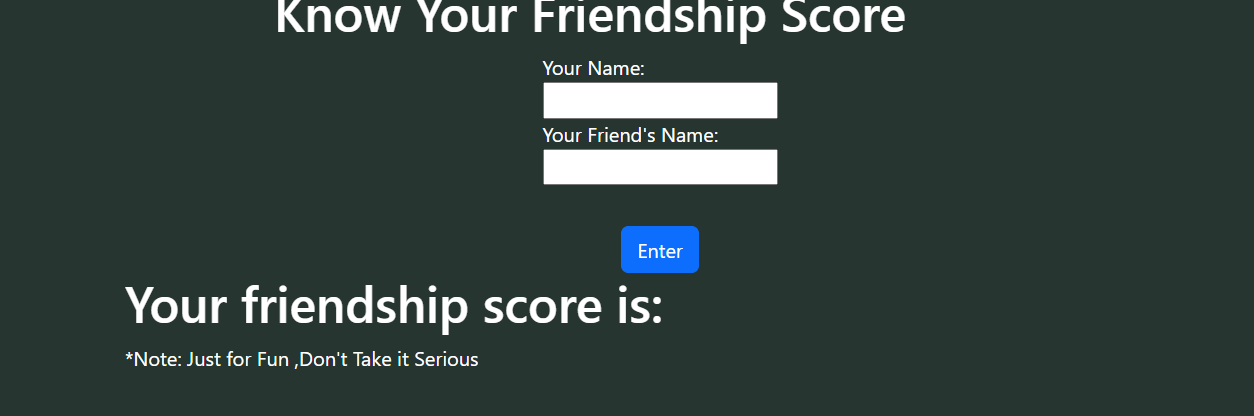 Know Your Friendship Score
Your Name:
Your Friend's Name:
Enter
Your friendship score is:
*Note: Just for Fun ,Don't Take it Serious